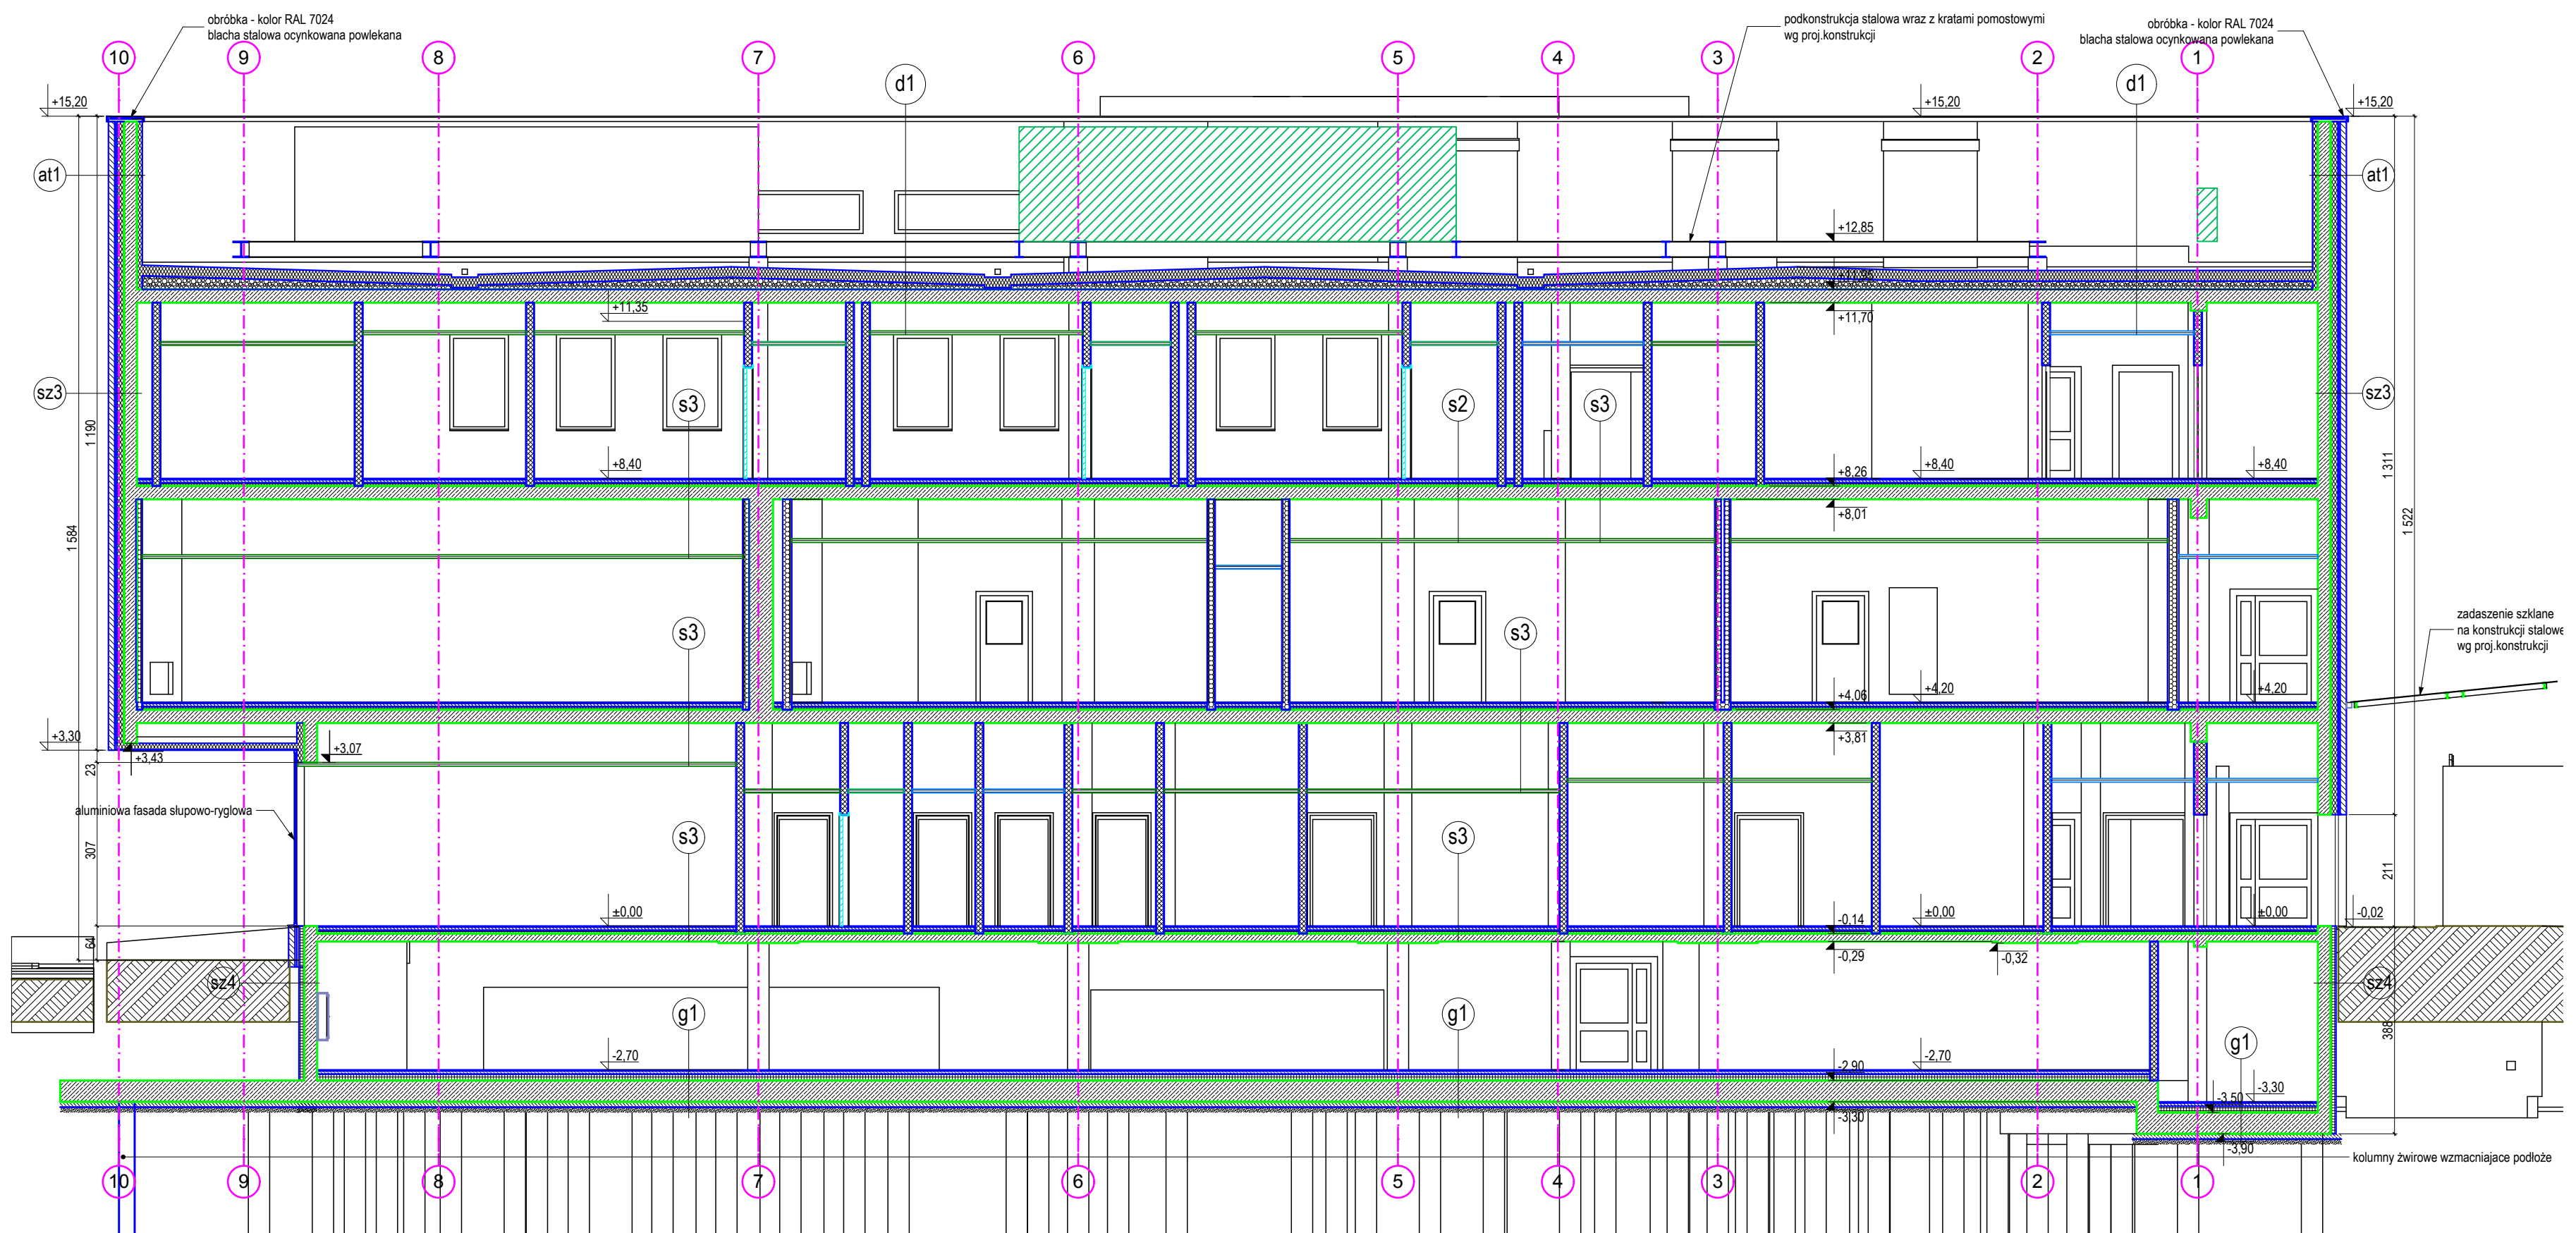 obróbka - kolor RAL 7024
blacha stalowa ocynkowana powlekana
podkonstrukcja stalowa wraz z kratami pomostowymi
wg proj.konstrukcji
obróbka - kolor RAL 7024
blacha stalowa ocynkowana powlekana
10 9 8 7 6 5 4 3 2 1
d1 d1
+15,20 +15,20 +15,20
at1 at1
+12,85
+11,95
+11,35 +11,70
sz3 s3 s2 s3 sz3
1 190 1 311
+8,40 +8,26 +8,40 +8,40
+8,01
1 584 1 522
s3 s3
zadaszenie szklane
na konstrukcji stalowe
wg proj.konstrukcji
+4,06 +4,20 +4,20
+3,30 +3,43 +3,07 +3,81
23
aluminiowa fasada słupowo-ryglowa
s3 s3
307 211
±0,00 -0,14 ±0,00 ±0,00 -0,02
64
-0,29 -0,32
sz4 sz4
g1 g1 388
g1
-2,70 -2,90 -2,70
-3,30 -3,50 -3,30
-3,90
kolumny żwirowe wzmacniajace podłoże
10 9 8 7 6 5 4 3 2 1